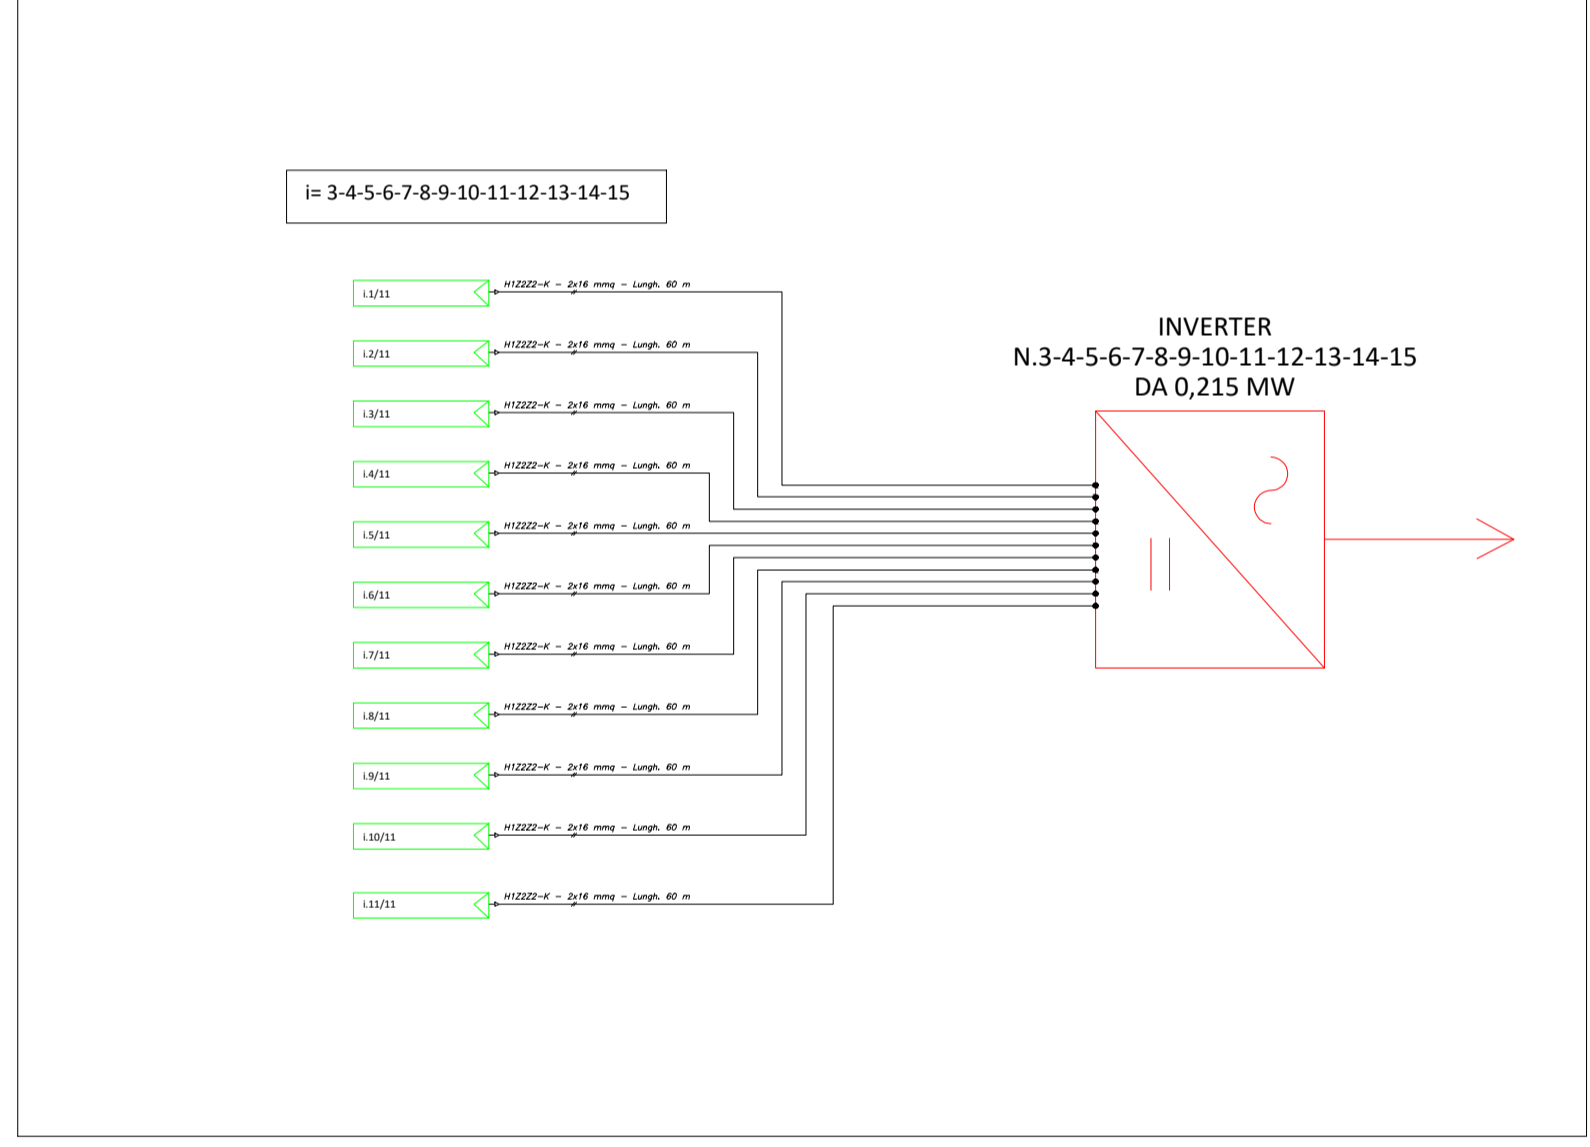 i= 3-4-5-6-7-8-9-10-11-12-13-14-15
i.1/11 H1Z2Z2-K - 2x16 mmq - Lungh. 60 m
INVERTER
N.3-4-5-6-7-8-9-10-11-12-13-14-15
DA 0,215 MW
i.2/11 H1Z2Z2-K - 2x16 mmq - Lungh. 60 m
i.3/11 H1Z2Z2-K - 2x16 mmq - Lungh. 60 m
i.4/11 H1Z2Z2-K - 2x16 mmq - Lungh. 60 m
i.5/11 H1Z2Z2-K - 2x16 mmq - Lungh. 60 m
i.6/11 H1Z2Z2-K - 2x16 mmq - Lungh. 60 m
i.7/11 H1Z2Z2-K - 2x16 mmq - Lungh. 60 m
i.8/11 H1Z2Z2-K - 2x16 mmq - Lungh. 60 m
i.9/11 H1Z2Z2-K - 2x16 mmq - Lungh. 60 m
i.10/11 H1Z2Z2-K - 2x16 mmq - Lungh. 60 m
i.11/11 H1Z2Z2-K - 2x16 mmq - Lungh. 60 m